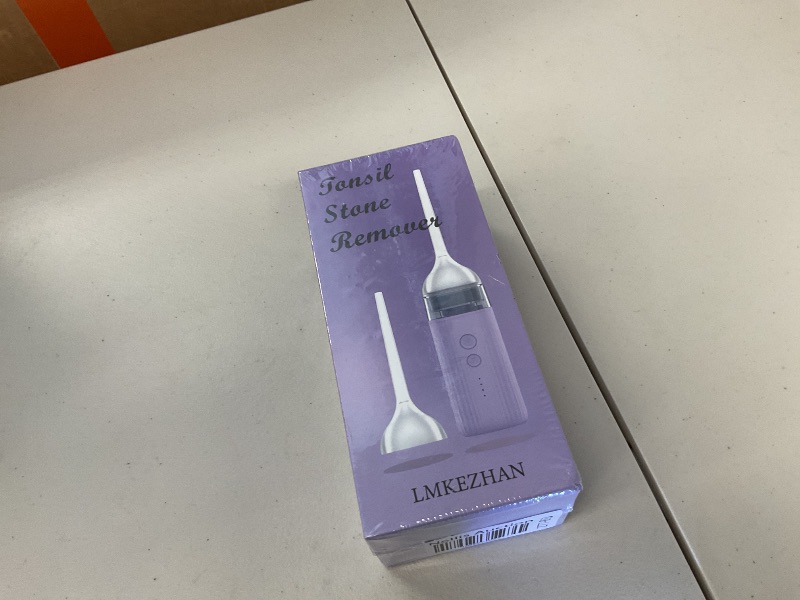 Tonsil
Stone
Remover
LMKEZHAN